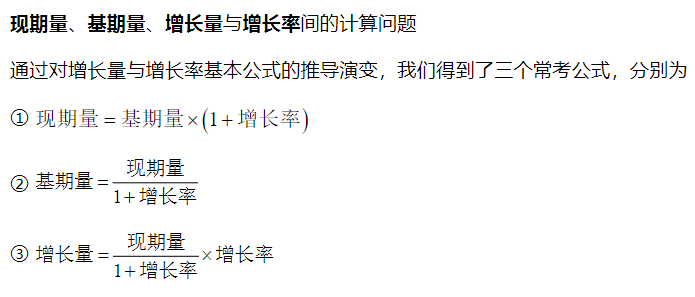 现期量、基期量、增长量与增长率间的计算问题
通过对增长量与增长率基本公式的推导演变，我们得到了三个常考公式，分别为
① 现期量＝基期量×(1＋增长率)
② 基期量＝现期量/(1＋增长率)
③ 增长量＝现期量/(1＋增长率)×增长率